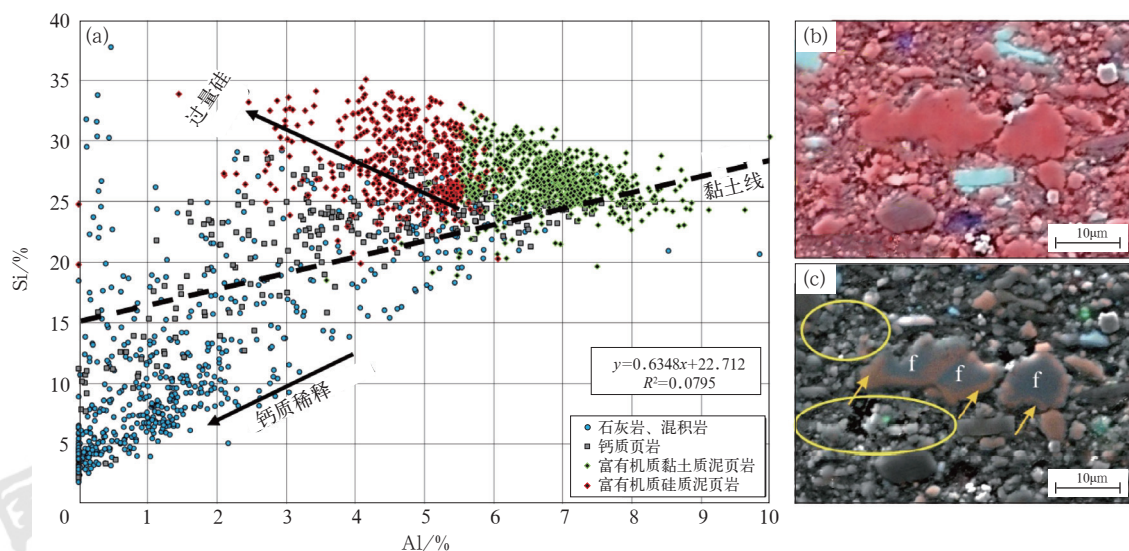 (a)
40
35
30
25
20
15
10
5
0
Si/%
过量硅
黏土线
钙质稀释
y=0.6348x+22.712
R²=0.0795
石灰岩、混积岩
钙质页岩
富有机质黏土质泥页岩
富有机质硅质泥页岩
1 2 3 4 5 6 7 8 9 10
Al/%
(b)
10μm
(c)
f f f
10μm